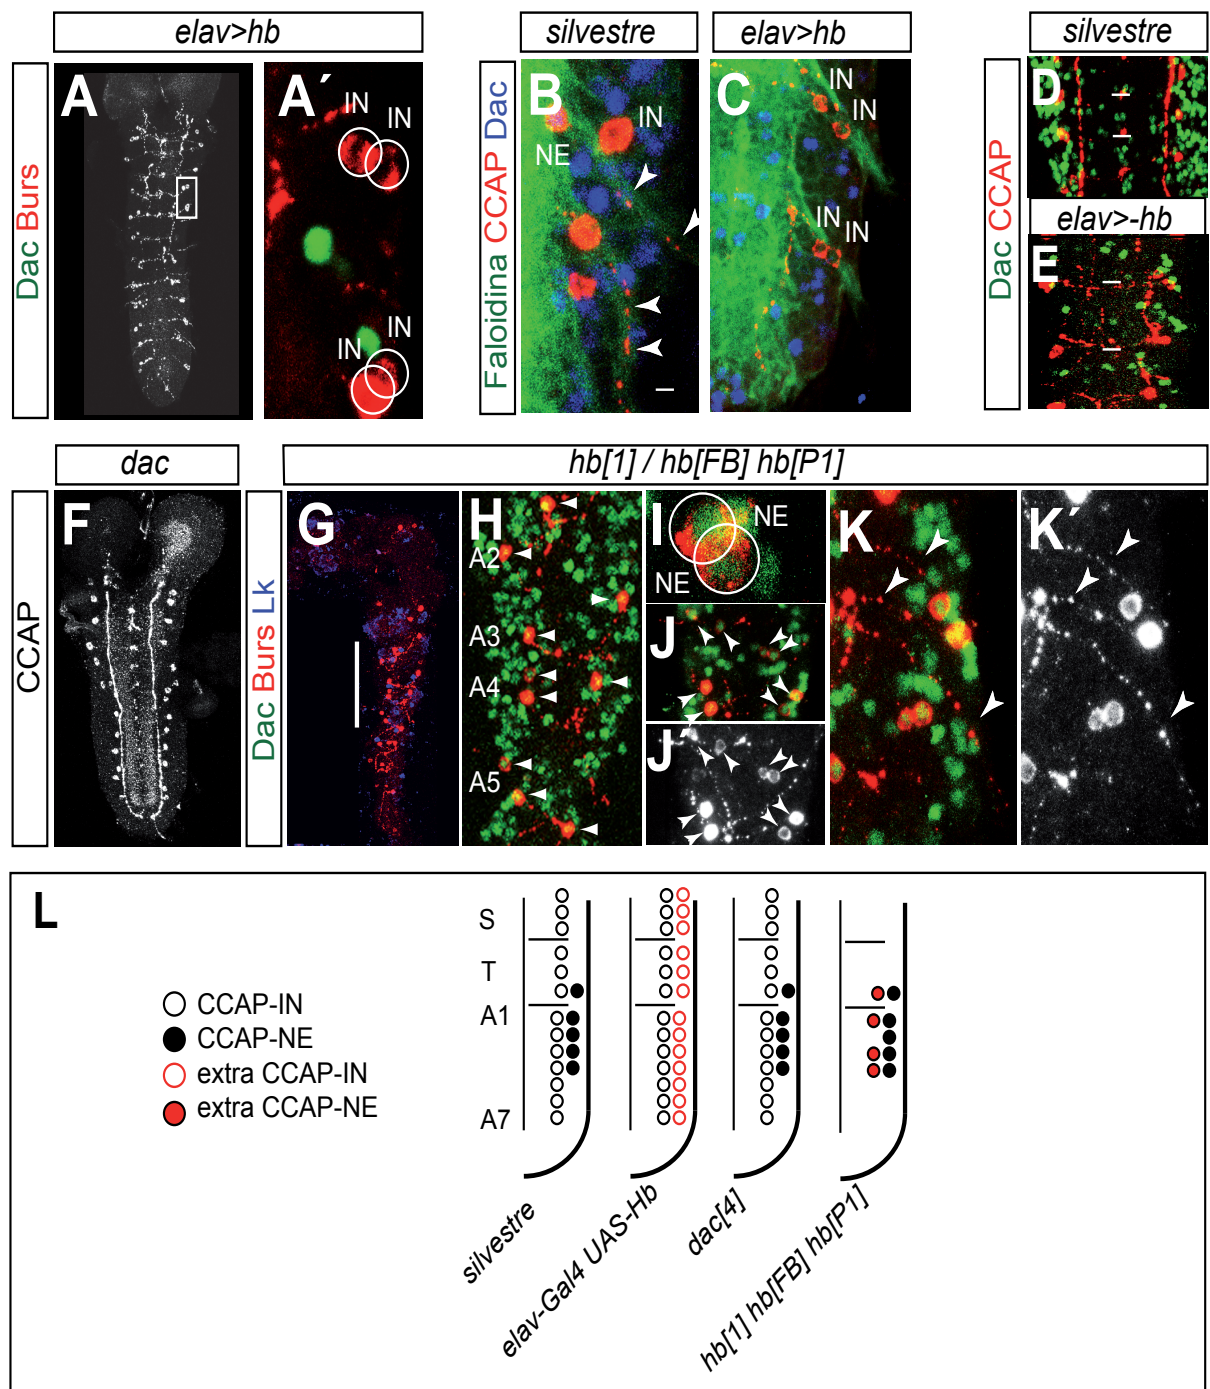 elav>hb
silvestre
elav>hb
silvestre
Dac Burs
A
A´
IN
IN
IN
IN
Faloidina CCAP Dac
B
IN
NE
C
IN
IN
IN
IN
Dac CCAP
D
elav>-hb
E
dac
hb[1] / hb[FB] hb[P1]
CCAP
F
Dac Burs Lk
G
H
A2
A3
A4
A5
I
NE
NE
J
J´
K
K´
L
S
T
A1
A7
CCAP-IN
CCAP-NE
extra CCAP-IN
extra CCAP-NE
silvestre
elav-Gal4 UAS-Hb
dac[4]
hb[1] hb[FB] hb[P1]